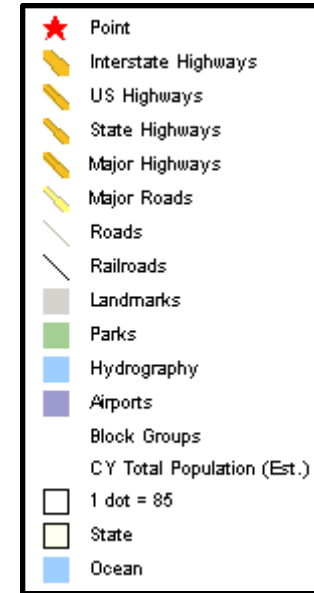 Point
Interstate Highways
US Highways
State Highways
Major Highways
Major Roads
Roads
Railroads
Landmarks
Parks
Hydrography
Airports
Block Groups
CY Total Population (Est.)
1 dot = 85
State
Ocean